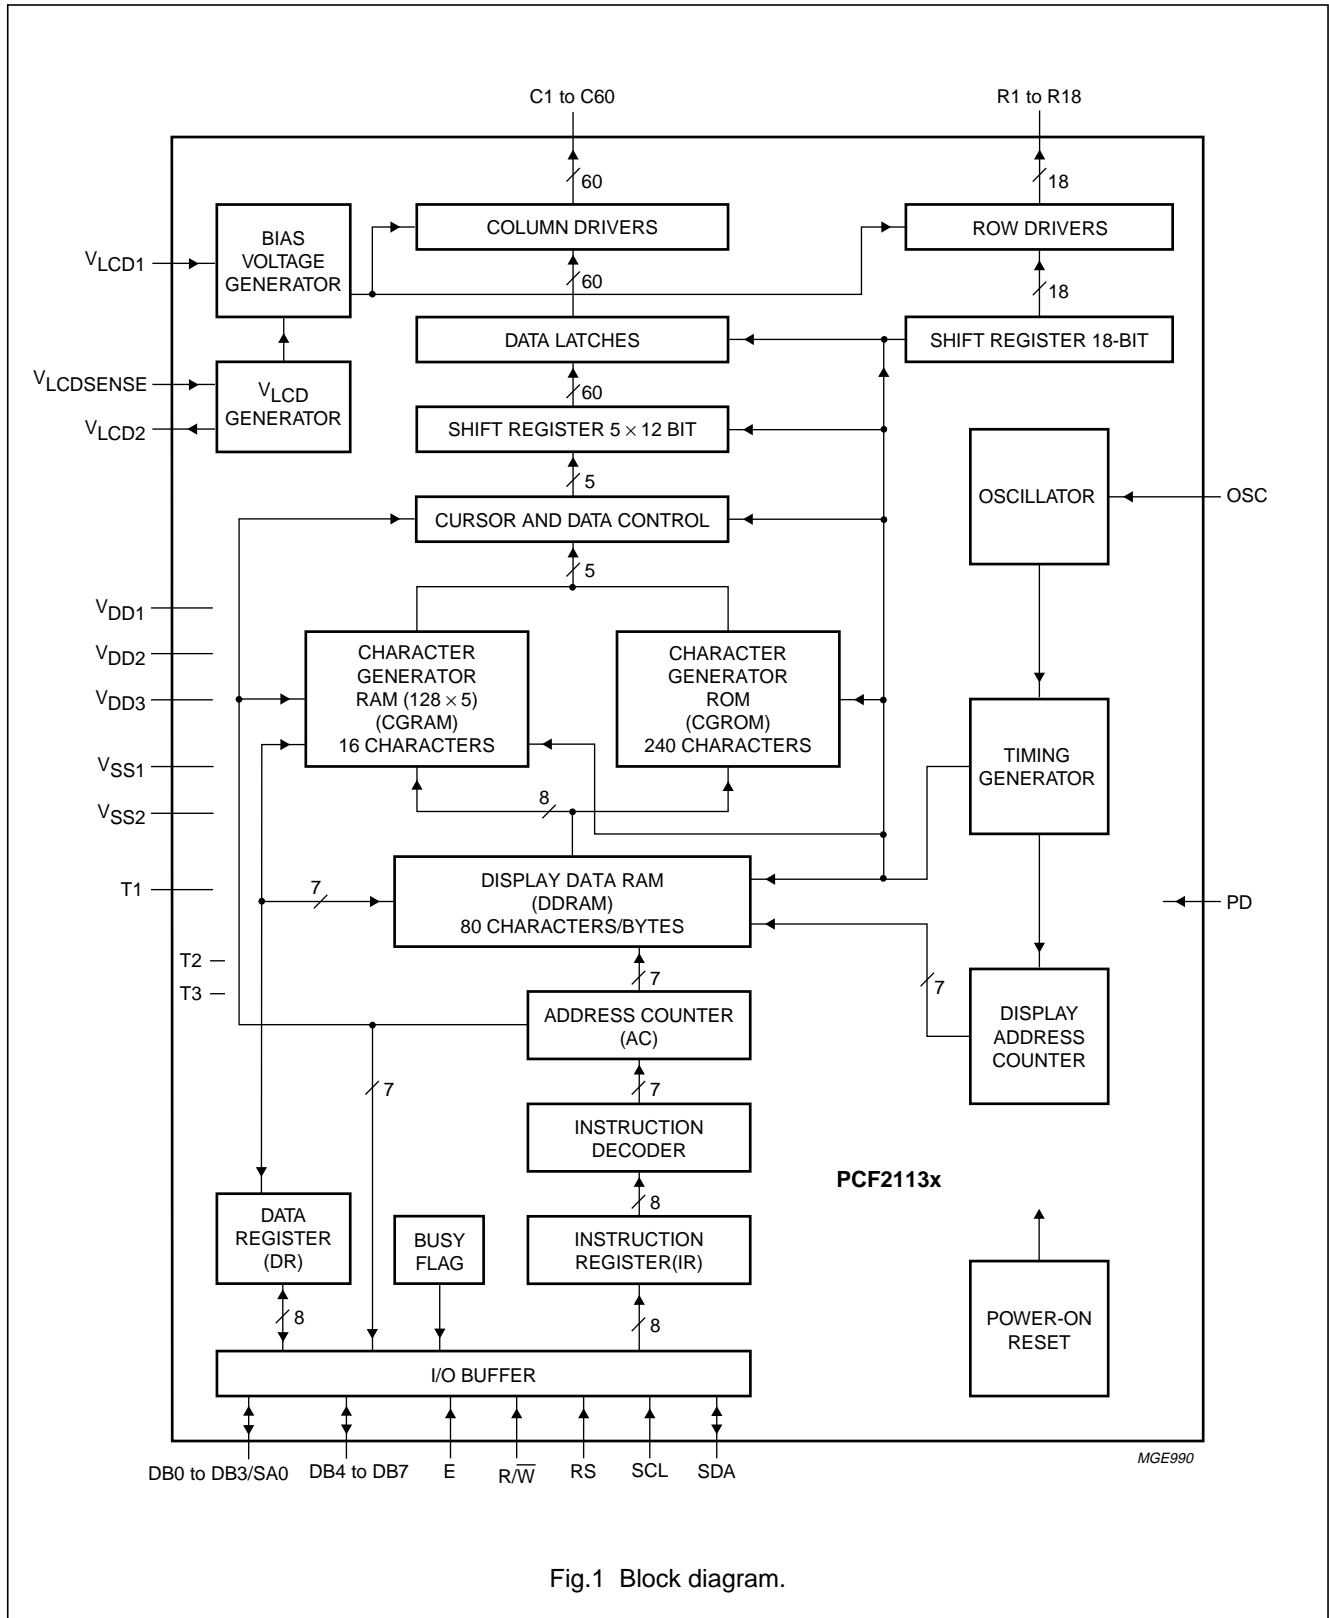 C1 to C60
R1 to R18
60
18
BIAS
VOLTAGE
GENERATOR
COLUMN DRIVERS
ROW DRIVERS
VLCD1
60
18
DATA LATCHES
SHIFT REGISTER 18-BIT
VLCDSENSE
VLCD
GENERATOR
VLCD2
60
SHIFT REGISTER 5 × 12 BIT
5
OSCILLATOR
OSC
CURSOR AND DATA CONTROL
5
VDD1
VDD2
VDD3
VSS1
VSS2
CHARACTER
GENERATOR
RAM (128 × 5)
(CGRAM)
16 CHARACTERS
CHARACTER
GENERATOR
ROM
(CGROM)
240 CHARACTERS
TIMING
GENERATOR
8
T1
7
DISPLAY DATA RAM
(DDRAM)
80 CHARACTERS/BYTES
PD
T2
T3
7
7
ADDRESS COUNTER
(AC)
DISPLAY
ADDRESS
COUNTER
7
7
INSTRUCTION
DECODER
PCF2113x
8
DATA
REGISTER
(DR)
BUSY
FLAG
INSTRUCTION
REGISTER(IR)
8
8
POWER-ON
RESET
I/O BUFFER
DB0 to DB3/SA0
DB4 to DB7
E
R/W̅
RS
SCL
SDA
MGE990
Fig.1 Block diagram.